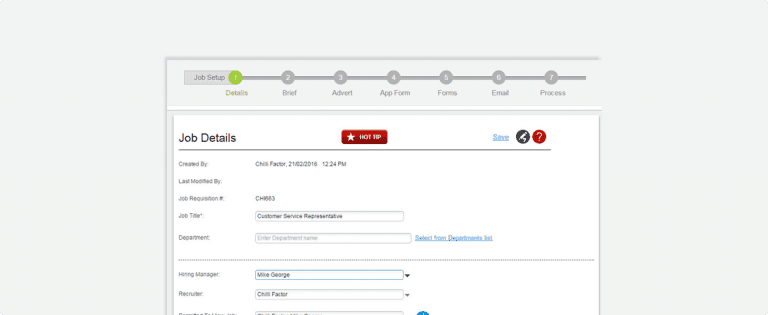 Job Setup 1 2 3 4 5 6 7
Details Brief Advert App Form Forms Email Process
Job Details HOT TIP Save ?
Created By: Chilli Factor, 21/02/2016 12:24 PM
Last Modified By:
Job Requisition #: CHI663
Job Title*: Customer Service Representative
Department: Enter Department name Select from Departments list
Hiring Manager: Mike George
Recruiter: Chilli Factor